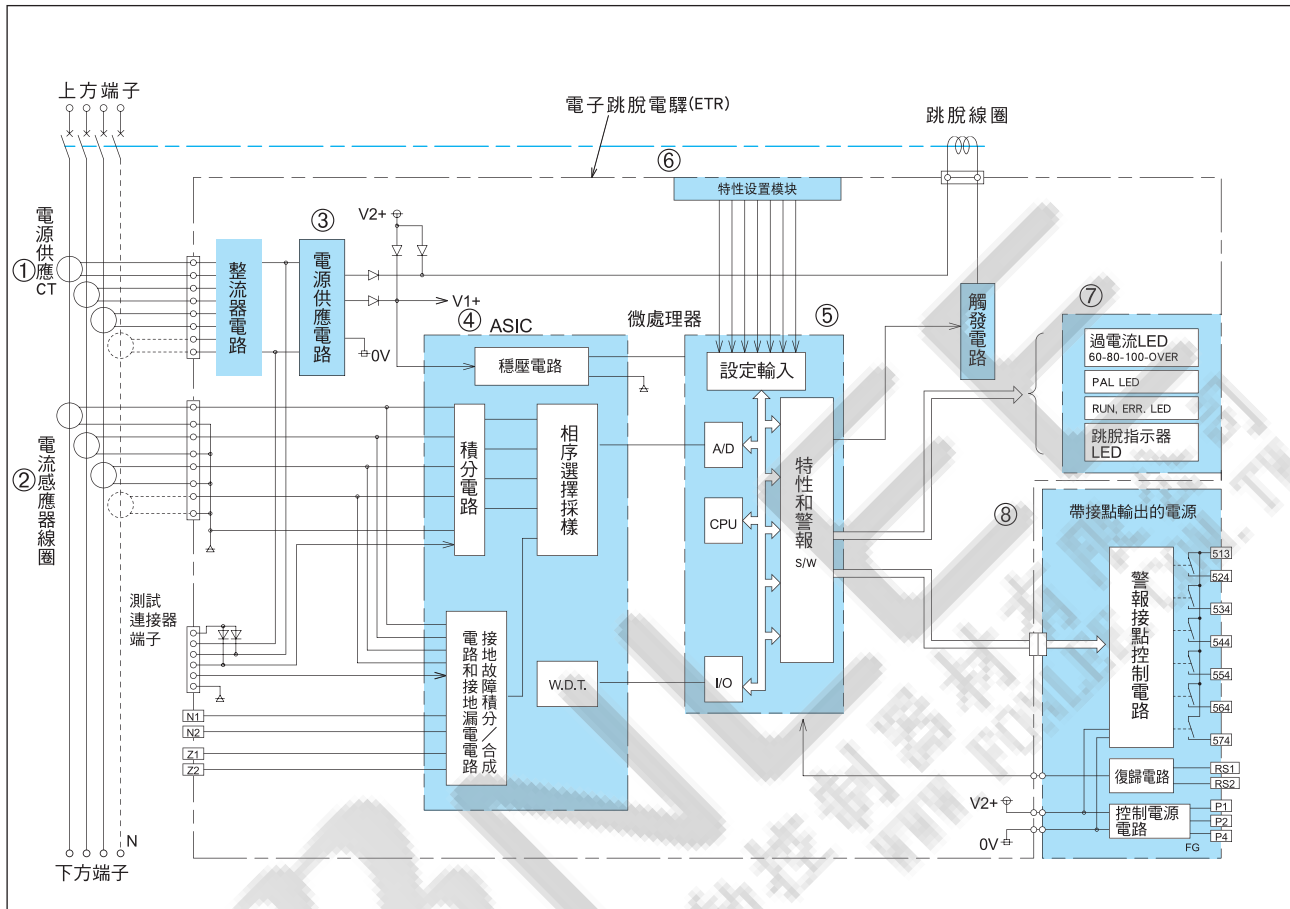 上方端子
電子跳脫電驛(ETR)
跳脫線圈
⑥
特性设置模块
電源供應
CT
①
整流器電路
③
電源供應電路
V2+
V1+
0V
④
ASIC
穩壓電路
積分電路
相序選擇採樣
接地故障積分／合成
電路和接地漏電電路
W.D.T.
微處理器
⑤
設定輸入
A/D
CPU
I/O
特性和警報
S/W
觸發電路
⑦
過電流LED
60-80-100-OVER
PAL LED
RUN, ERR. LED
跳脫指示器
LED
②
電流感應器線圈
測試
連接器
端子
N1
N2
Z1
Z2
N
下方端子
⑧
帶接點輸出的電源
警報接點控制電路
513
524
534
544
554
564
574
復歸電路
RS1
RS2
V2+
0V
控制電源
電路
P1
P2
P4
FG